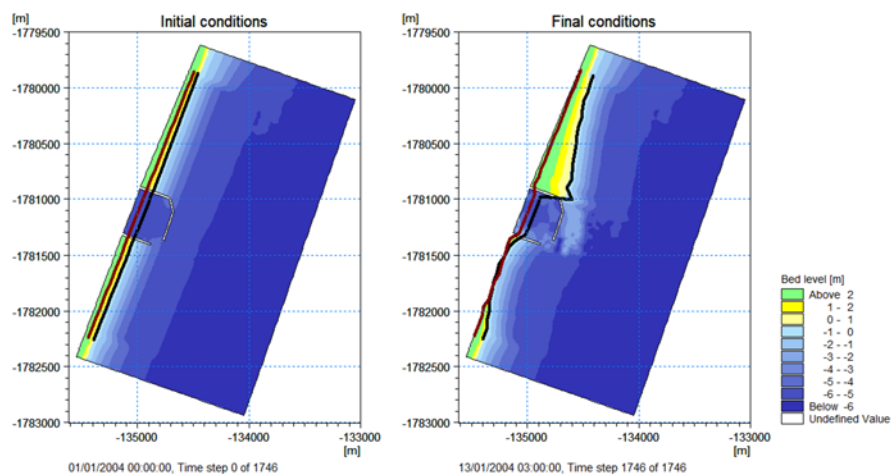 Initial conditions
[m]
-1779500
-1780000
-1780500
-1781000
-1781500
-1782000
-1782500
-1783000
-135000
-134000
-133000
[m]
01/01/2004 00:00:00, Time step 0 of 1746
Final conditions
[m]
-1779500
-1780000
-1780500
-1781000
-1781500
-1782000
-1782500
-1783000
-135000
-134000
-133000
[m]
13/01/2004 03:00:00, Time step 1746 of 1746
Bed level [m]
Above 2
1 - 2
0 - 1
-1 - 0
-2 - -1
-3 - -2
-4 - -3
-5 - -4
-6 - -5
Below -6
Undefined Value